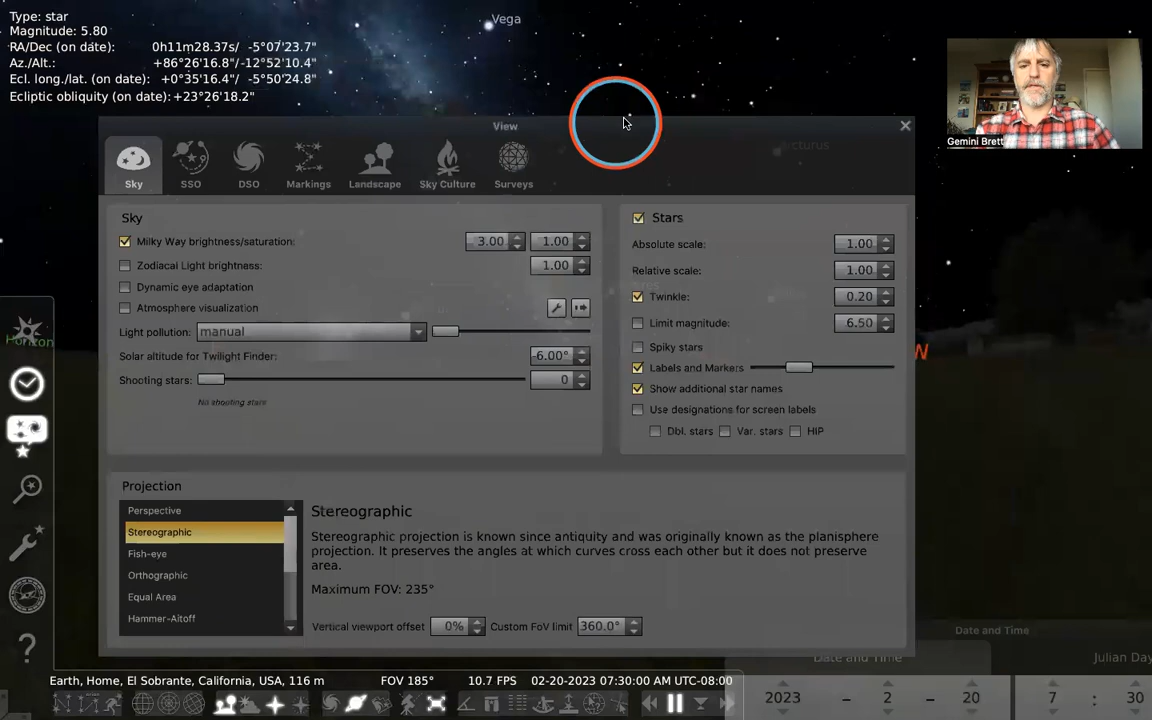 Type: star
Magnitude: 5.80
RA/Dec (on date): 0h11m28.37s/ -5°07'23.7"
Az./Alt.: +86°26'16.8"/-12°52'10.4"
Ecl. long./lat. (on date): +0°35'16.4"/ -5°50'24.8"
Ecliptic obliquity (on date): +23°26'18.2"
Vega
Gemini Brett
View
Sky SSO DSO Markings Landscape Sky Culture Surveys
Sky
Milky Way brightness/saturation: 3.00 1.00
Zodiacal Light brightness: 1.00
Dynamic eye adaptation
Atmosphere visualization
Light pollution: manual
Solar altitude for Twilight Finder: -6.00°
Shooting stars: 0
No shooting stars
Stars
Absolute scale: 1.00
Relative scale: 1.00
Twinkle: 0.20
Limit magnitude: 6.50
Spiky stars
Labels and Markers
Show additional star names
Use designations for screen labels
Dbl. stars Var. stars HIP
Horizon
W
Projection
Perspective
Stereographic
Fish-eye
Orthographic
Equal Area
Hammer-Aitoff
Stereographic
Stereographic projection is known since antiquity and was originally known as the planisphere
projection. It preserves the angles at which curves cross each other but it does not preserve
area.
Maximum FOV: 235°
Vertical viewport offset 0% Custom FoV limit 360.0°
Date and Time
Date and Time
Julian Day
Earth, Home, El Sobrante, California, USA, 116 m FOV 185° 10.7 FPS 02-20-2023 07:30:00 AM UTC-08:00
2023 - 2 - 20 7 : 30